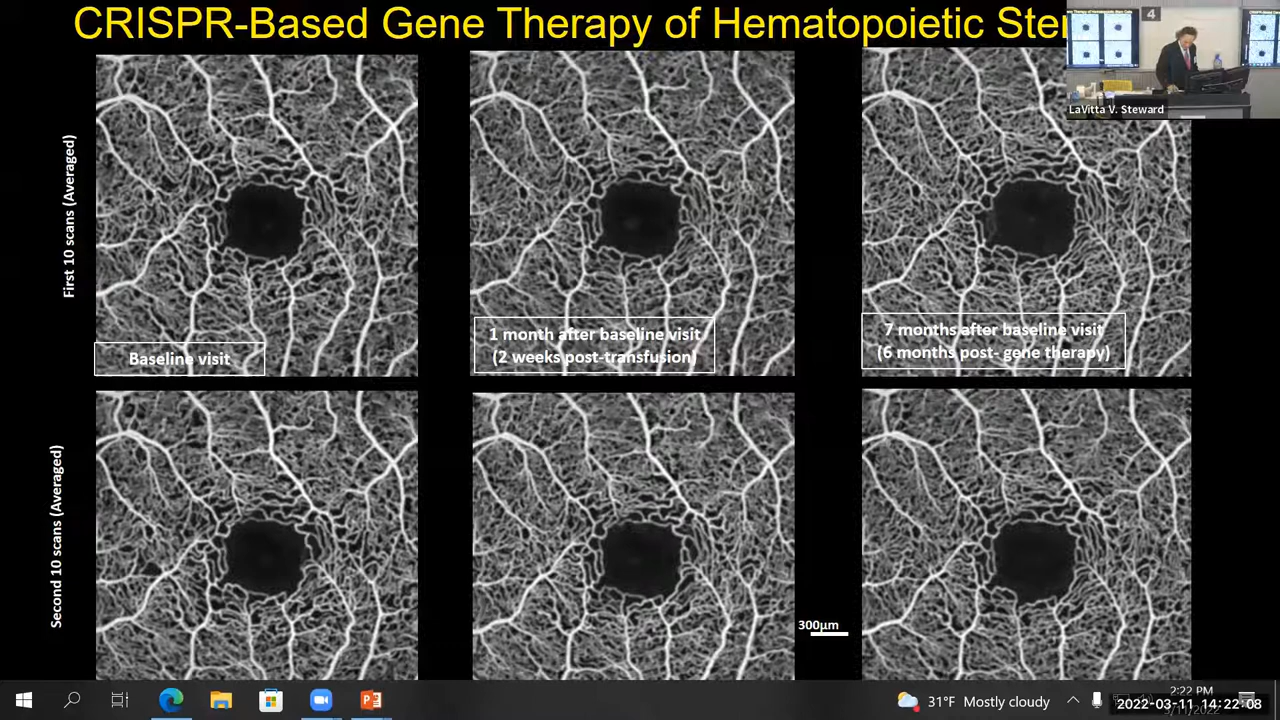 CRISPR-Based Gene Therapy of Hematopoietic Ste
4
LaVitta V. Steward
First 10 scans (Averaged)
Baseline visit
1 month after baseline visit
(2 weeks post-transfusion)
7 months after baseline visit
(6 months post- gene therapy)
Second 10 scans (Averaged)
300µm
31°F Mostly cloudy
2:22 PM
2022-03-11 14:22:08